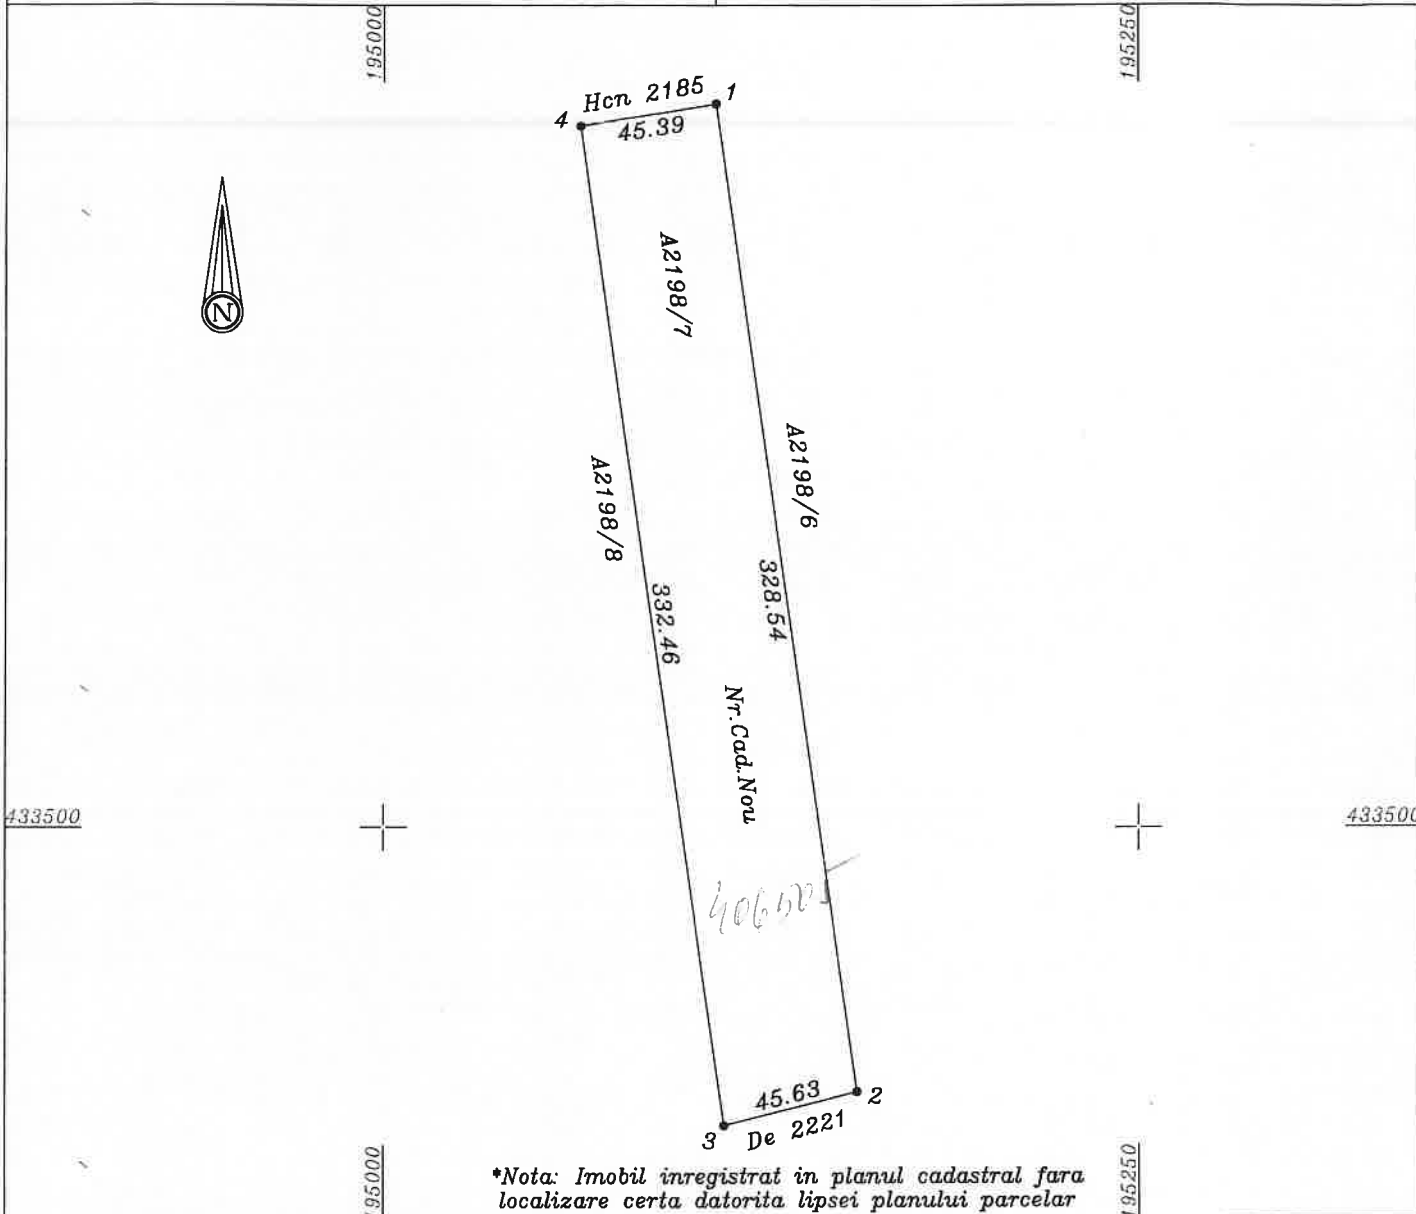 195000
195250
Hcn 2185
1
4
45.39
A2198/7
N
A2198/6
A2198/8
328.54
332.46
Nr.Cad.Nou
433500
433500
40650
45.63
2
3
De 2221
195000
195250
*Nota: Imobil inregistrat in planul cadastral fara
localizare certa datorita lipsei planului parcelar